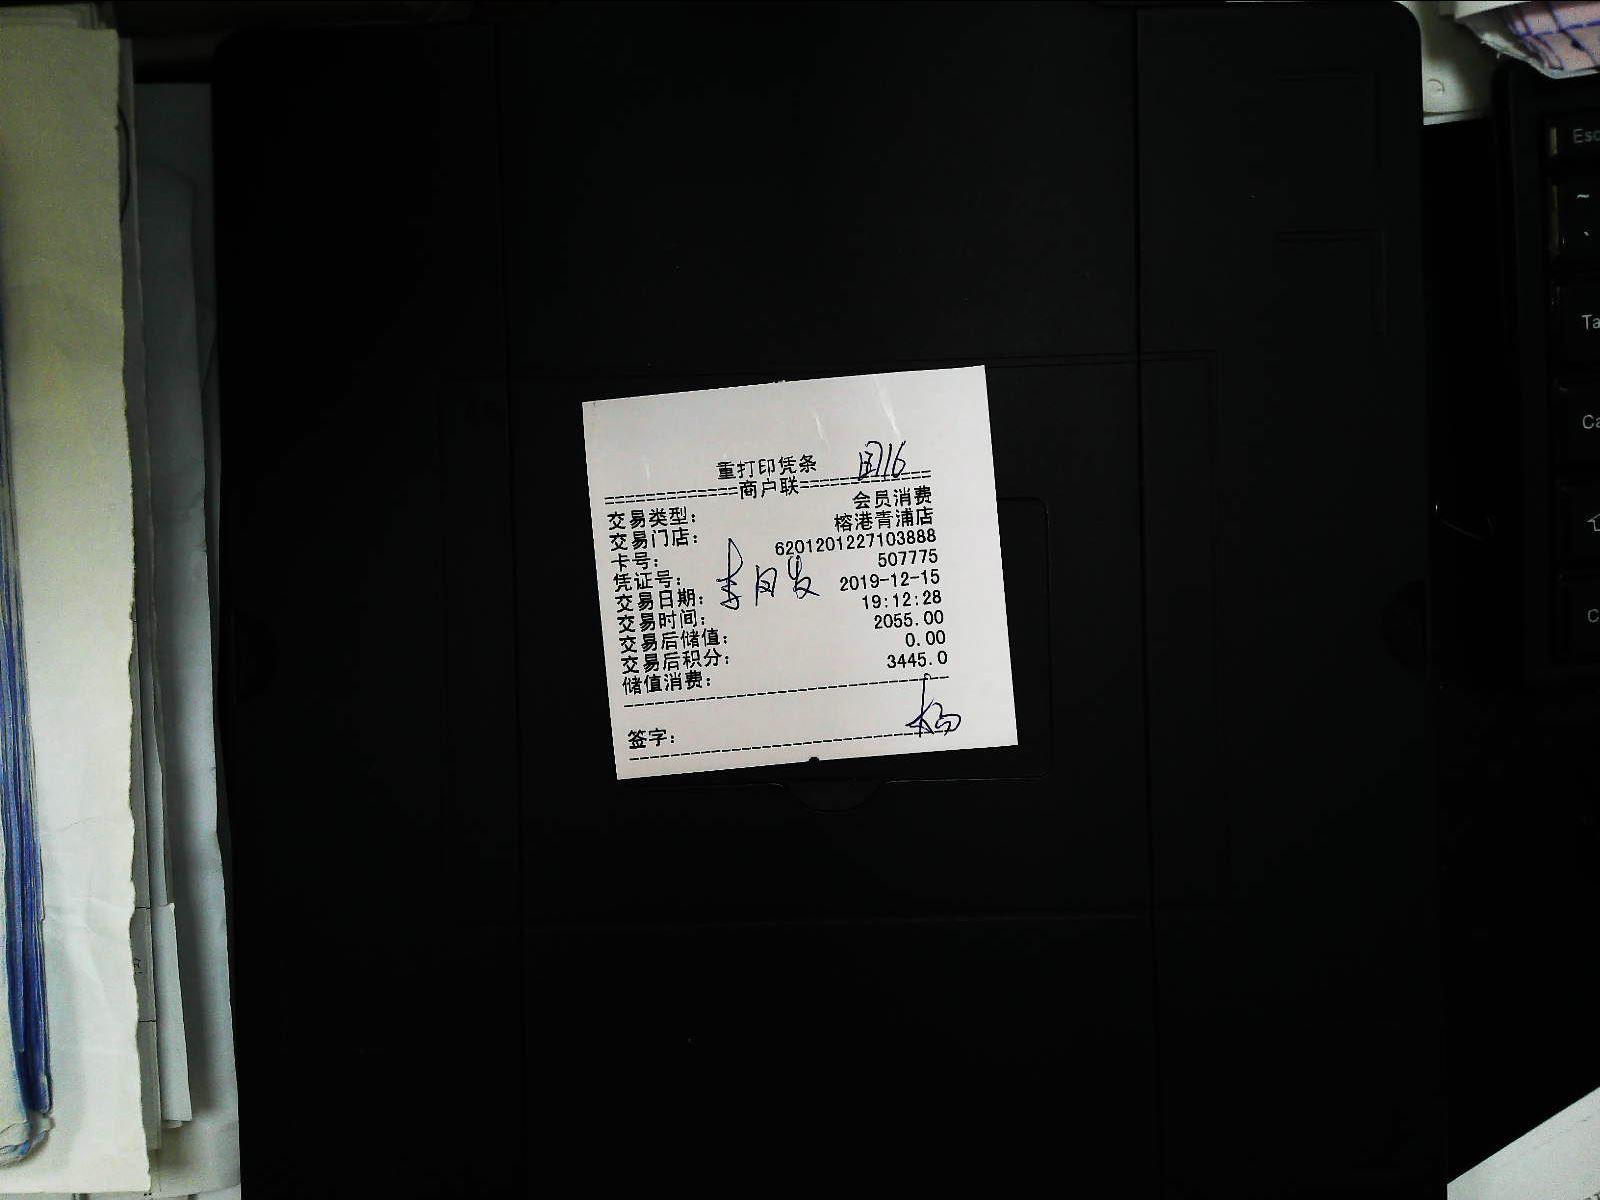 重打印凭条
=============商户联=============
交易类型: 会员消费
交易门店: 榕港青浦店
卡号: 6201201227103888
凭证号: 507775
交易日期: 2019-12-15
交易时间: 19:12:28
交易后储值: 2055.00
交易后积分: 0.00
储值消费: 3445.0
签字:
Esc
~
`
Ta
Ca